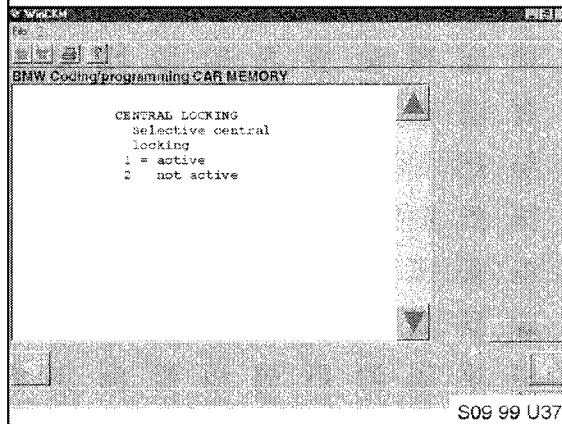 File ?
?
BMW Coding/programming CAR MEMORY
CENTRAL LOCKING
Selective central
locking
1 = active
2 not active
S09 99 U37